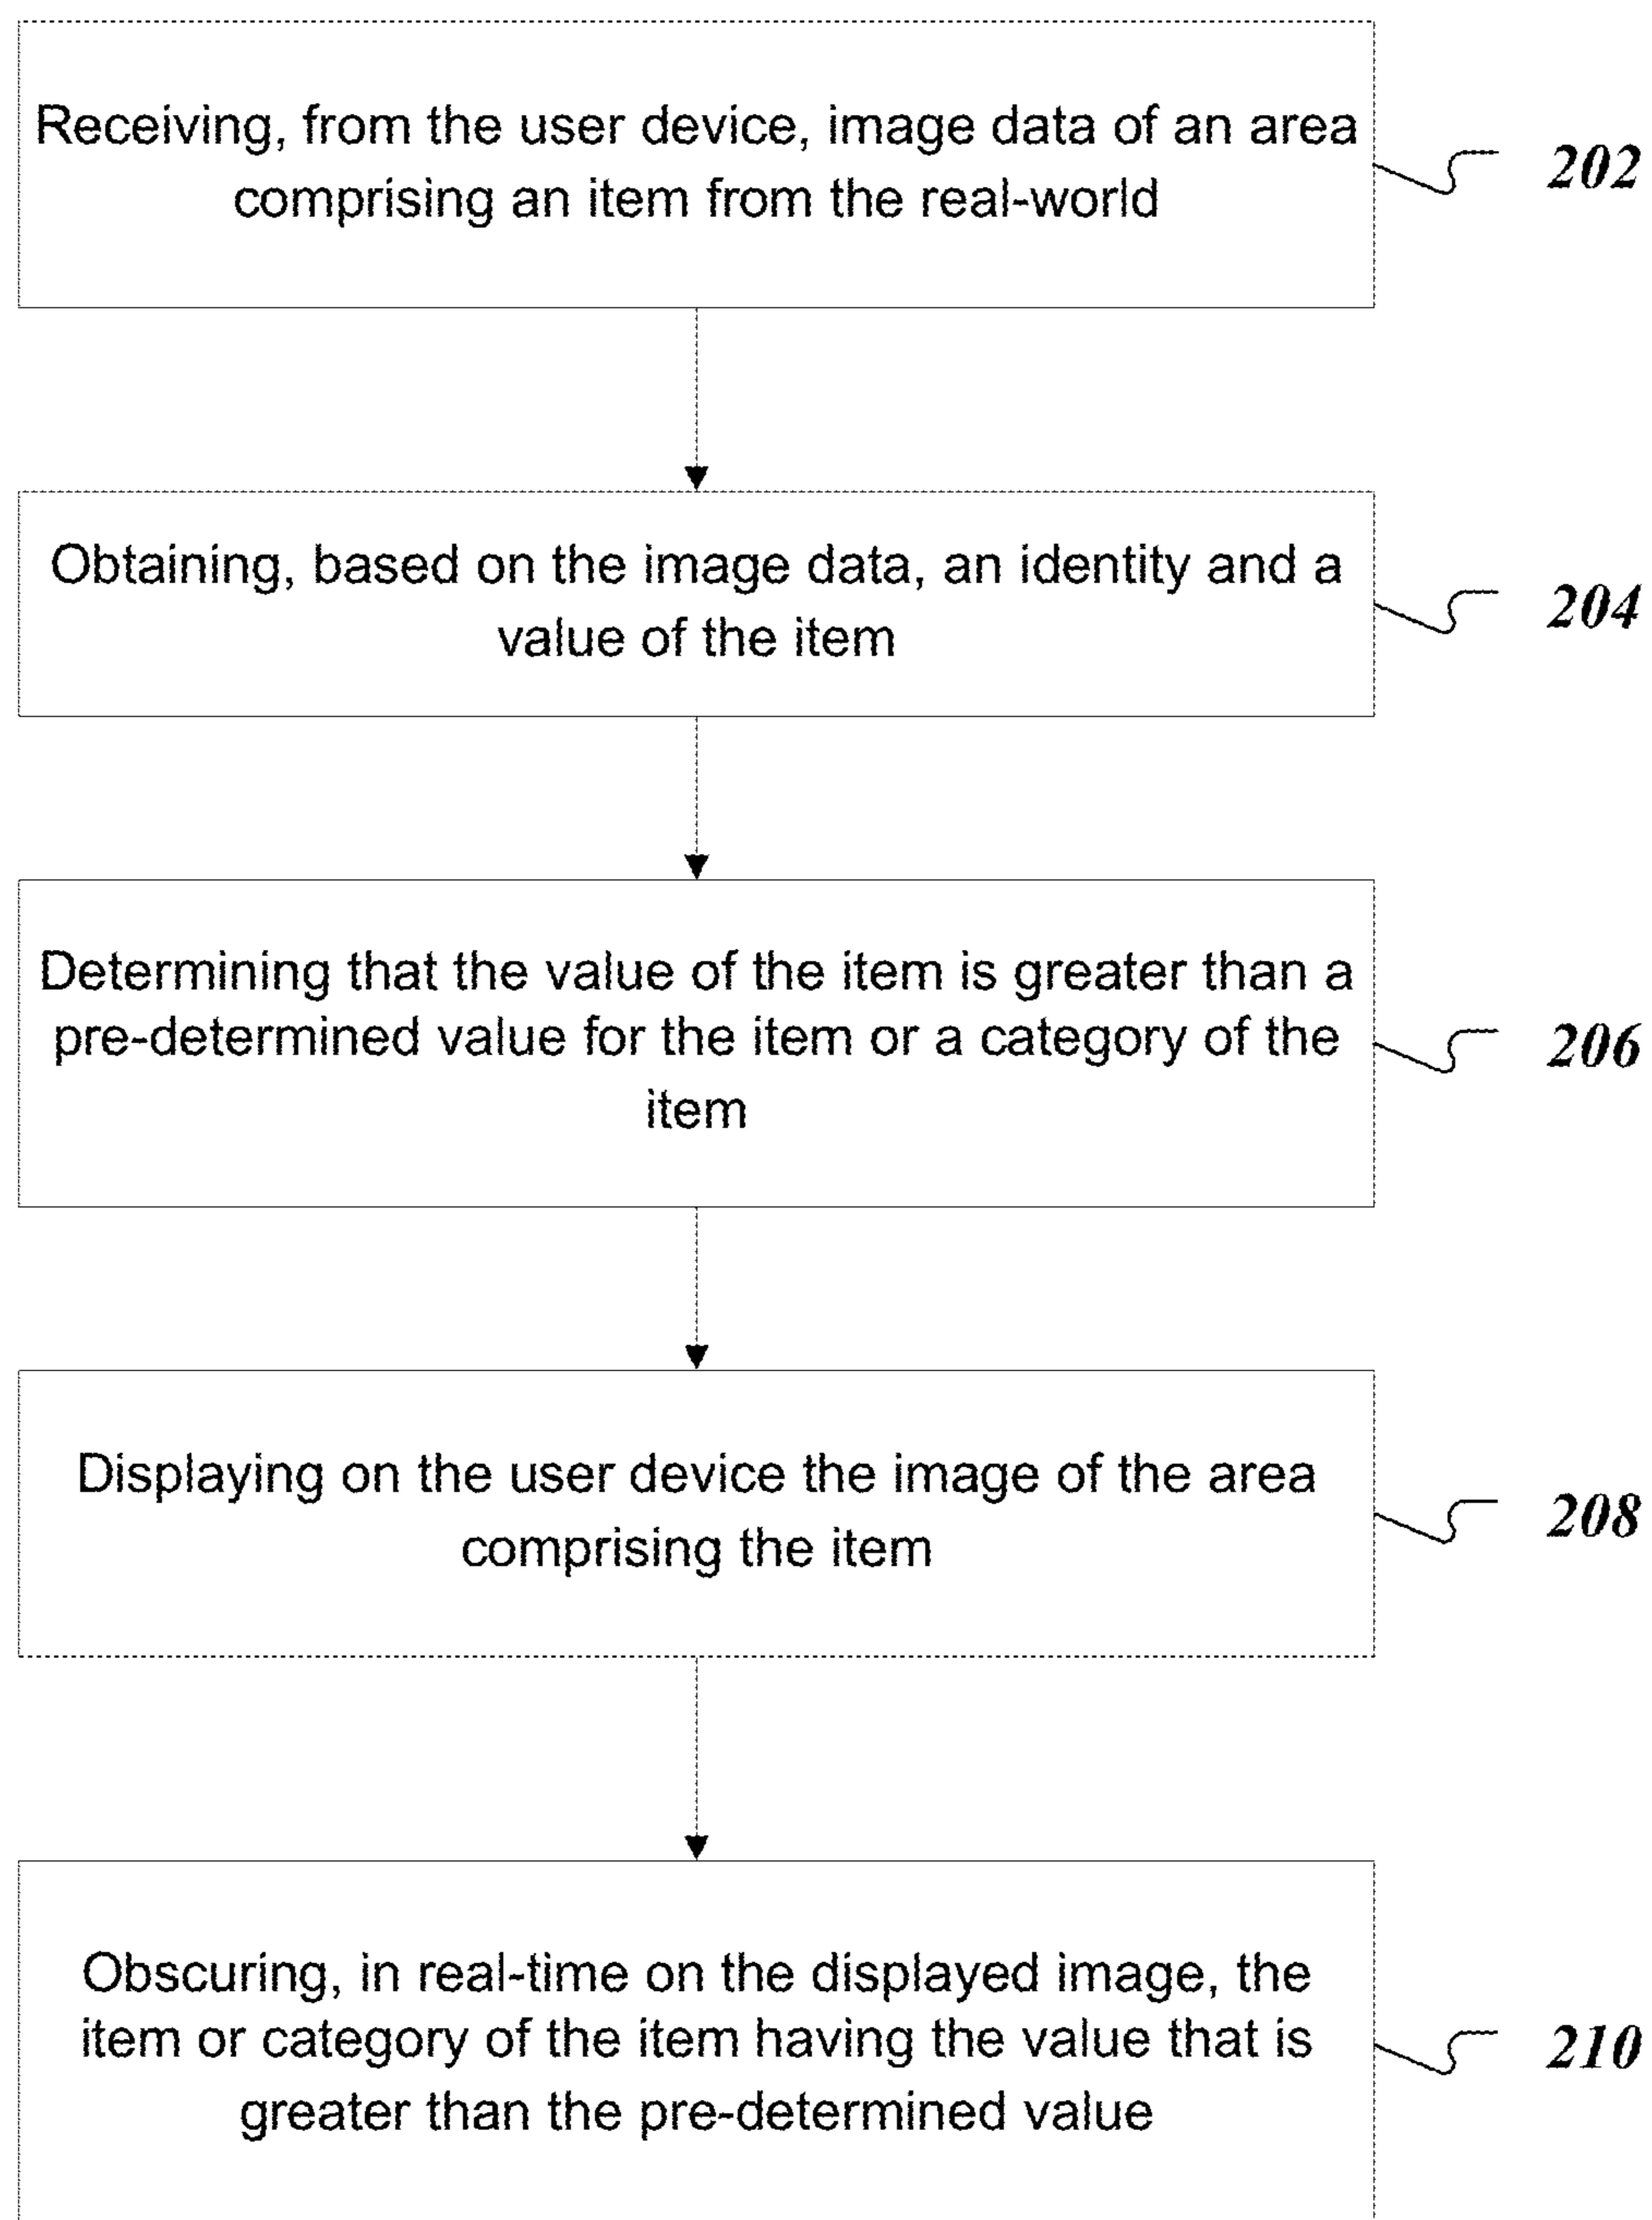 Receiving, from the user device, image data of an area
comprising an item from the real-world
202
Obtaining, based on the image data, an identity and a
value of the item
204
Determining that the value of the item is greater than a
pre-determined value for the item or a category of the
item
206
Displaying on the user device the image of the area
comprising the item
208
Obscuring, in real-time on the displayed image, the
item or category of the item having the value that is
greater than the pre-determined value
210